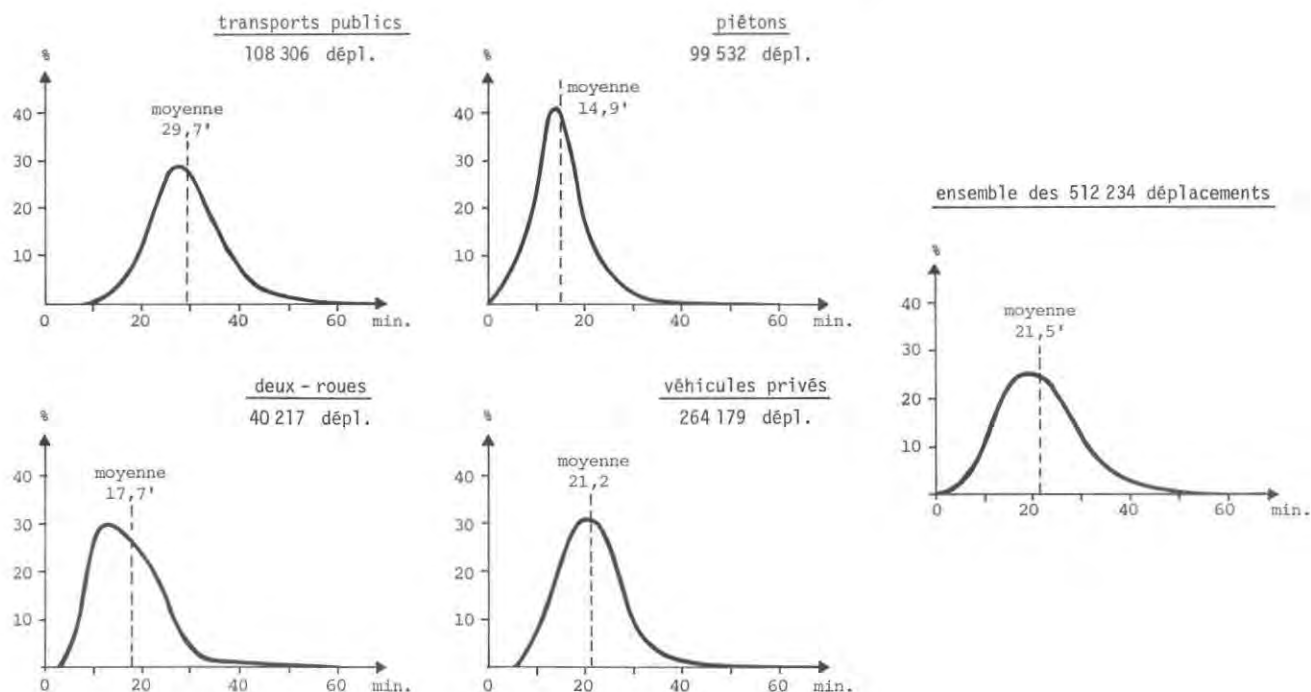 transports publics
108 306 dépl.
%
moyenne
29,7'
40
30
20
10
0 20 40 60 min.
piétons
99 532 dépl.
%
moyenne
14,9'
40
30
20
10
0 20 40 60 min.
deux - roues
40 217 dépl.
%
moyenne
17,7'
40
30
20
10
0 20 40 60 min.
véhicules privés
264 179 dépl.
%
moyenne
21,2
40
30
20
10
0 20 40 60 min.
ensemble des 512 234 déplacements
%
moyenne
21,5'
40
30
20
10
0 20 40 60 min.